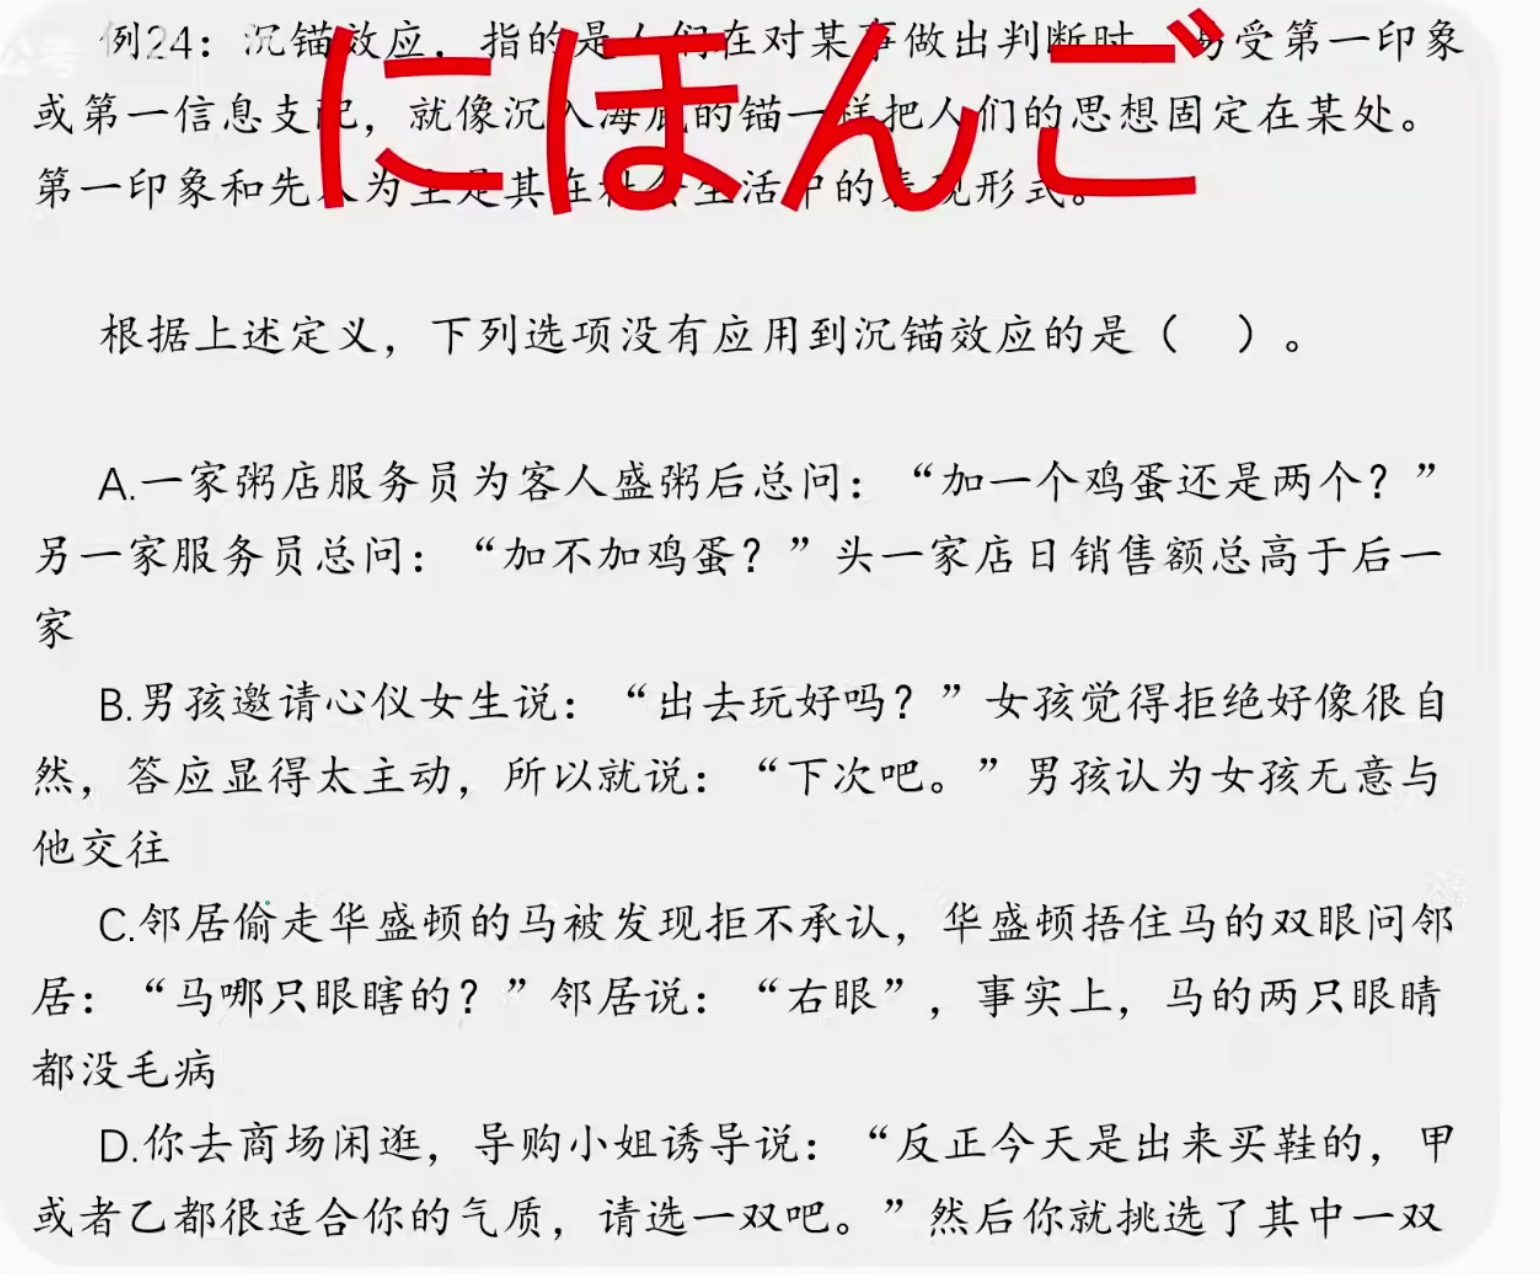 にほんご
例24：沉锚效应，指的是人们在对某事做出判断时，易受第一印象
或第一信息支配，就像沉入海底的锚一样把人们的思想固定在某处。
第一印象和先入为主是其在社会生活中的表现形式。
根据上述定义，下列选项没有应用到沉锚效应的是（　）。
A.一家粥店服务员为客人盛粥后总问：“加一个鸡蛋还是两个？”
另一家服务员总问：“加不加鸡蛋？”头一家店日销售额总高于后一
家
B.男孩邀请心仪女生说：“出去玩好吗？”女孩觉得拒绝好像很自
然，答应显得太主动，所以就说：“下次吧。”男孩认为女孩无意与
他交往
C.邻居偷走华盛顿的马被发现拒不承认，华盛顿捂住马的双眼问邻
居：“马哪只眼瞎的？”邻居说：“右眼”，事实上，马的两只眼睛
都没毛病
D.你去商场闲逛，导购小姐诱导说：“反正今天是出来买鞋的，甲
或者乙都很适合你的气质，请选一双吧。”然后你就挑选了其中一双